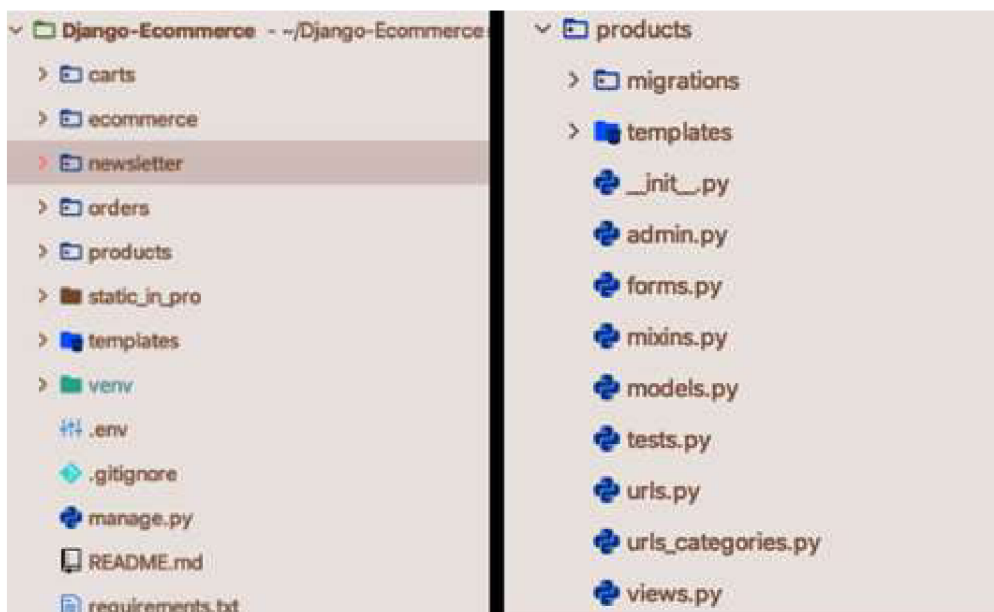 Django-Ecommerce - ~/Django-Ecommerce
carts
ecommerce
newsletter
orders
products
static_in_pro
templates
venv
.env
.gitignore
manage.py
README.md
requirements.txt
products
migrations
templates
__init__.py
admin.py
forms.py
mixins.py
models.py
tests.py
urls.py
urls_categories.py
views.py